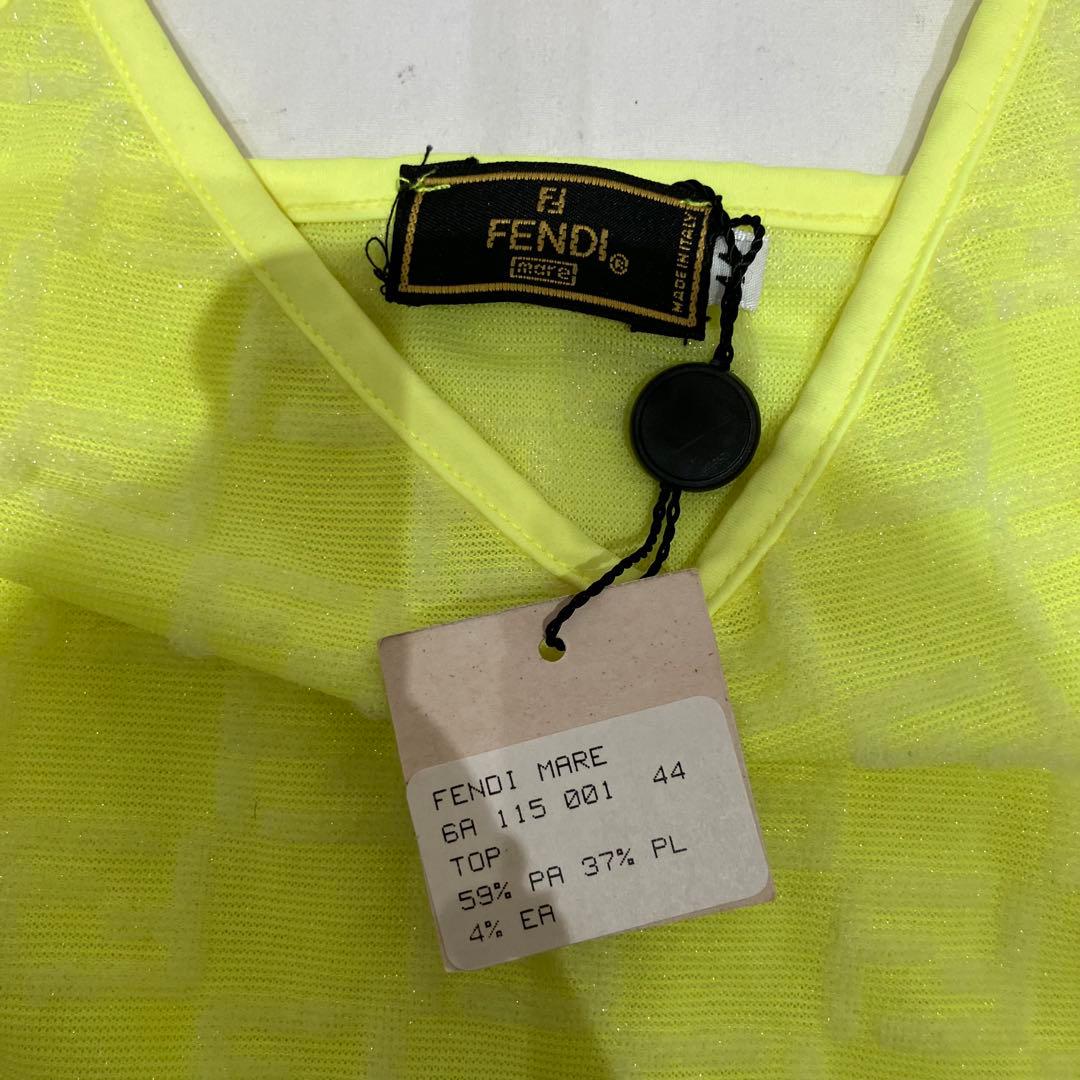 FF
FENDI®
mare
MADE IN ITALY
44
FENDI MARE
6A 115 001 44
TOP
59% PA 37% PL
4% EA